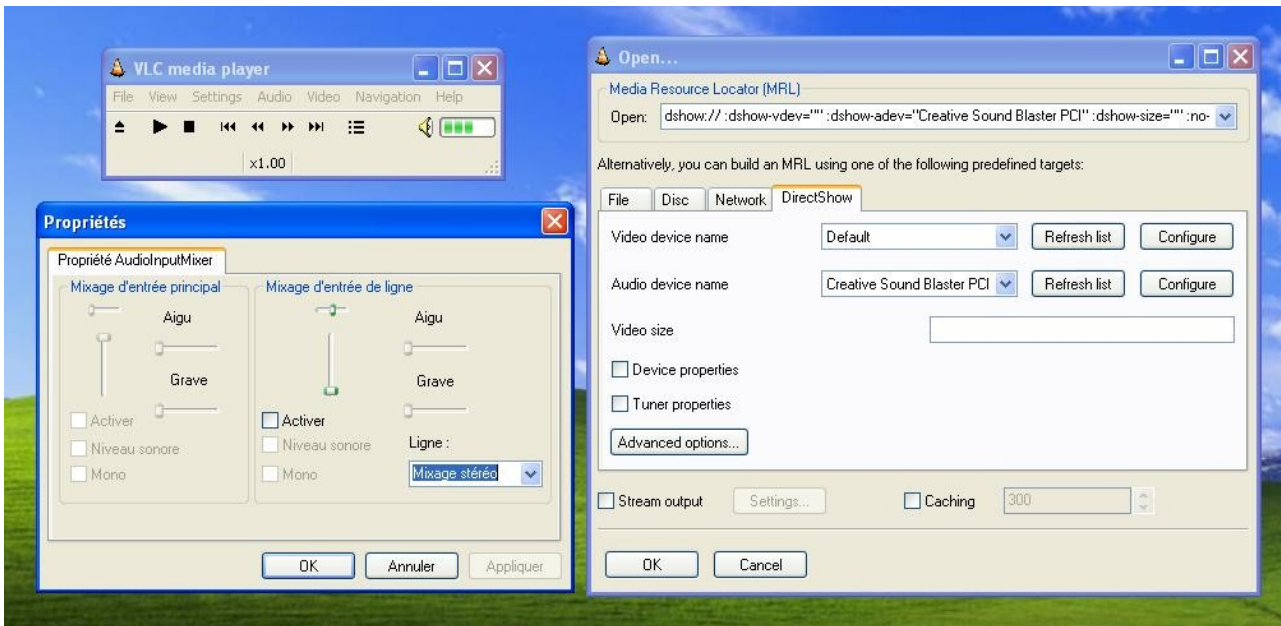 VLC media player
File View Settings Audio Video Navigation Help
x1.00
Propriétés
Propriété AudioInputMixer
Mixage d'entrée principal
Aigu
Grave
Activer
Niveau sonore
Mono
Mixage d'entrée de ligne
Aigu
Grave
Activer
Niveau sonore
Mono
Ligne :
Mixage stéréo
OK Annuler Appliquer
Open...
Media Resource Locator (MRL)
Open: dshow:// :dshow-vdev="" :dshow-adev="Creative Sound Blaster PCI" :dshow-size="" :no-
Alternatively, you can build an MRL using one of the following predefined targets:
File Disc Network DirectShow
Video device name Default Refresh list Configure
Audio device name Creative Sound Blaster PCI Refresh list Configure
Video size
Device properties
Tuner properties
Advanced options...
Stream output Settings... Caching 300
OK Cancel